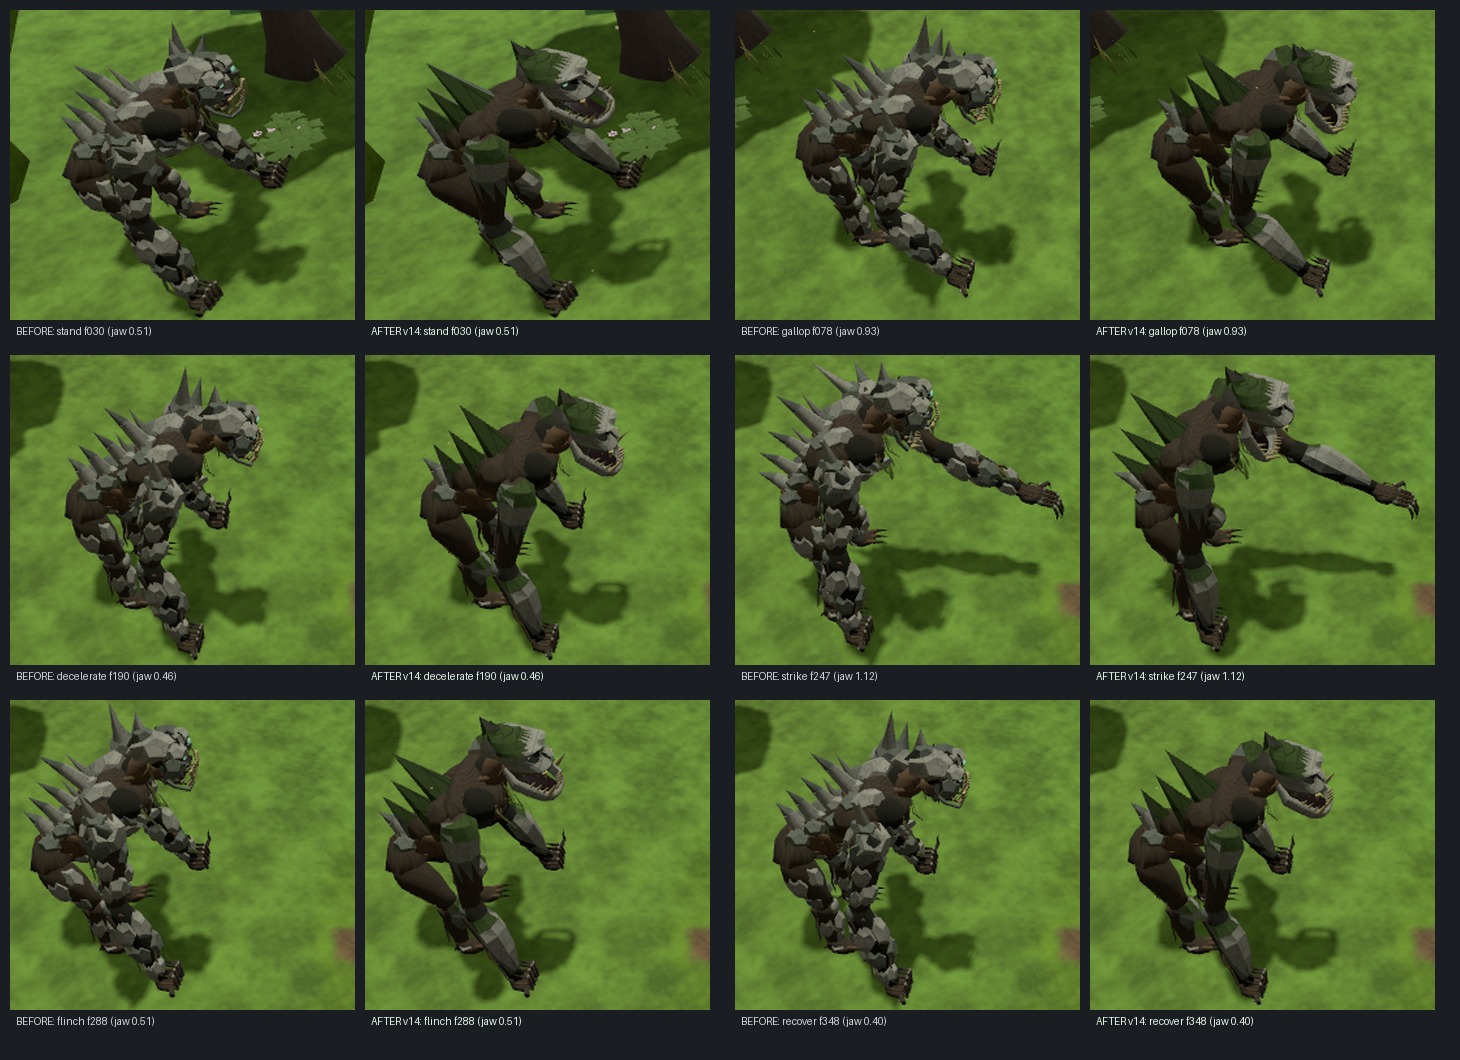 BEFORE: stand f030 (jaw 0.51)
AFTER v14: stand f030 (jaw 0.51)
BEFORE: gallop f078 (jaw 0.93)
AFTER v14: gallop f078 (jaw 0.93)
BEFORE: decelerate f190 (jaw 0.46)
AFTER v14: decelerate f190 (jaw 0.46)
BEFORE: strike f247 (jaw 1.12)
AFTER v14: strike f247 (jaw 1.12)
BEFORE: flinch f288 (jaw 0.51)
AFTER v14: flinch f288 (jaw 0.51)
BEFORE: recover f348 (jaw 0.40)
AFTER v14: recover f348 (jaw 0.40)